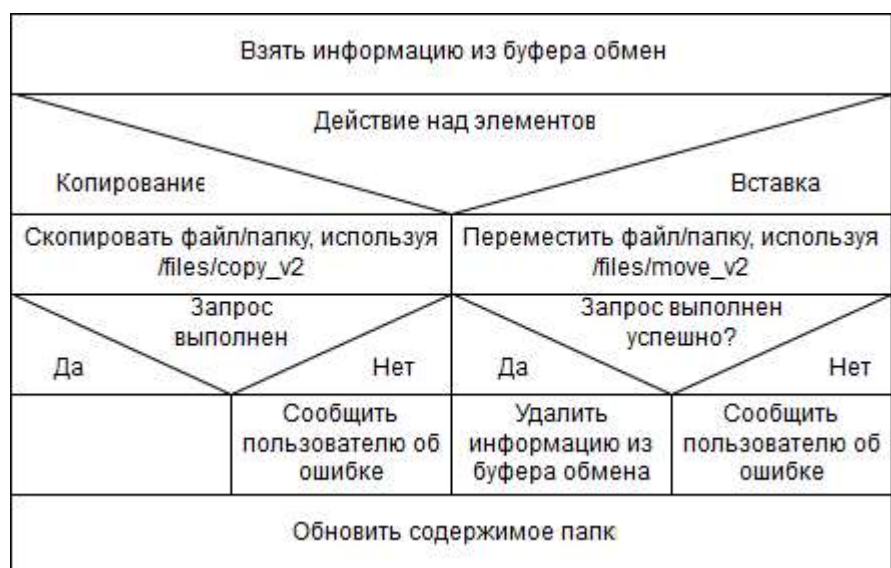 Взять информацию из буфера обмен
Действие над элементов
Копирование
Вставка
Скопировать файл/папку, используя
/files/copy_v2
Переместить файл/папку, используя
/files/move_v2
Запрос
выполнен
Да
Нет
Запрос выполнен
успешно?
Да
Нет
Сообщить
пользователю об
ошибке
Удалить
информацию из
буфера обмена
Сообщить
пользователю об
ошибке
Обновить содержимое папк